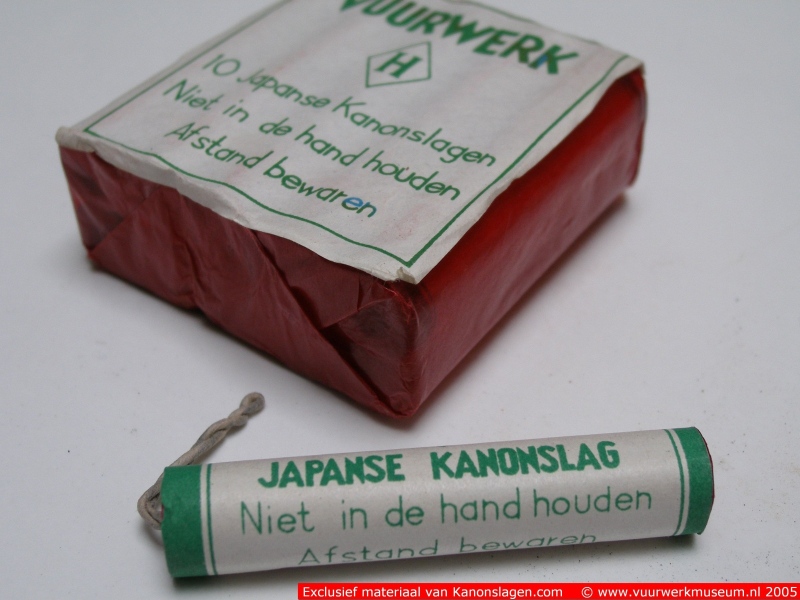 VUURWERK
H
10 Japanse Kanonslagen
Niet in de hand houden
Afstand bewaren
JAPANSE KANONSLAG
Niet in de hand houden
Afstand bewaren
Exclusief materiaal van Kanonslagen.com © www.vuurwerkmuseum.nl 2005